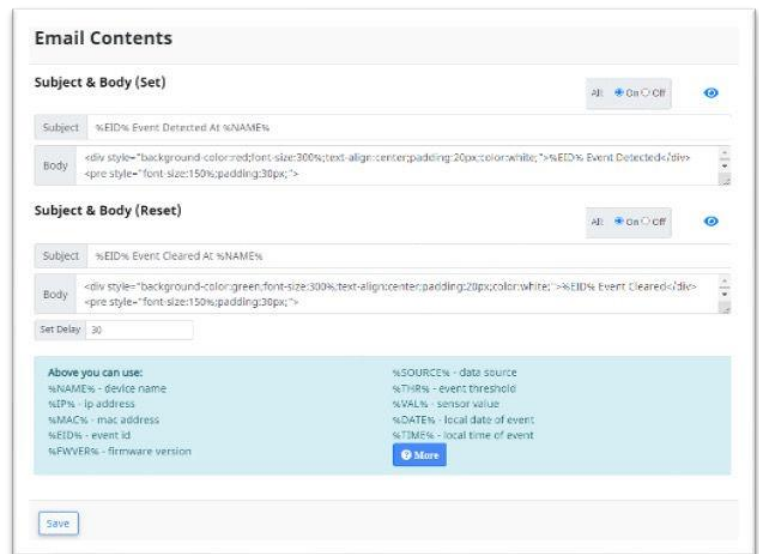 Email Contents
Subject & Body (Set)
All: On Off
Subject %EID% Event Detected At %NAME%
Body <div style="background-color:red;font-size:300%;text-align:center;padding:20px;color:white;">%EID% Event Detected</div>
<pre style="font-size:150%;padding:30px;">
Subject & Body (Reset)
All: On Off
Subject %EID% Event Cleared At %NAME%
Body <div style="background-color:green;font-size:300%;text-align:center;padding:20px;color:white;">%EID% Event Cleared</div>
<pre style="font-size:150%;padding:30px;">
Set Delay 30
Above you can use:
%NAME% - device name
%IP% - ip address
%MAC% - mac address
%EID% - event id
%FWVER% - firmware version
%SOURCE% - data source
%THR% - event threshold
%VAL% - sensor value
%DATE% - local date of event
%TIME% - local time of event
More
Save